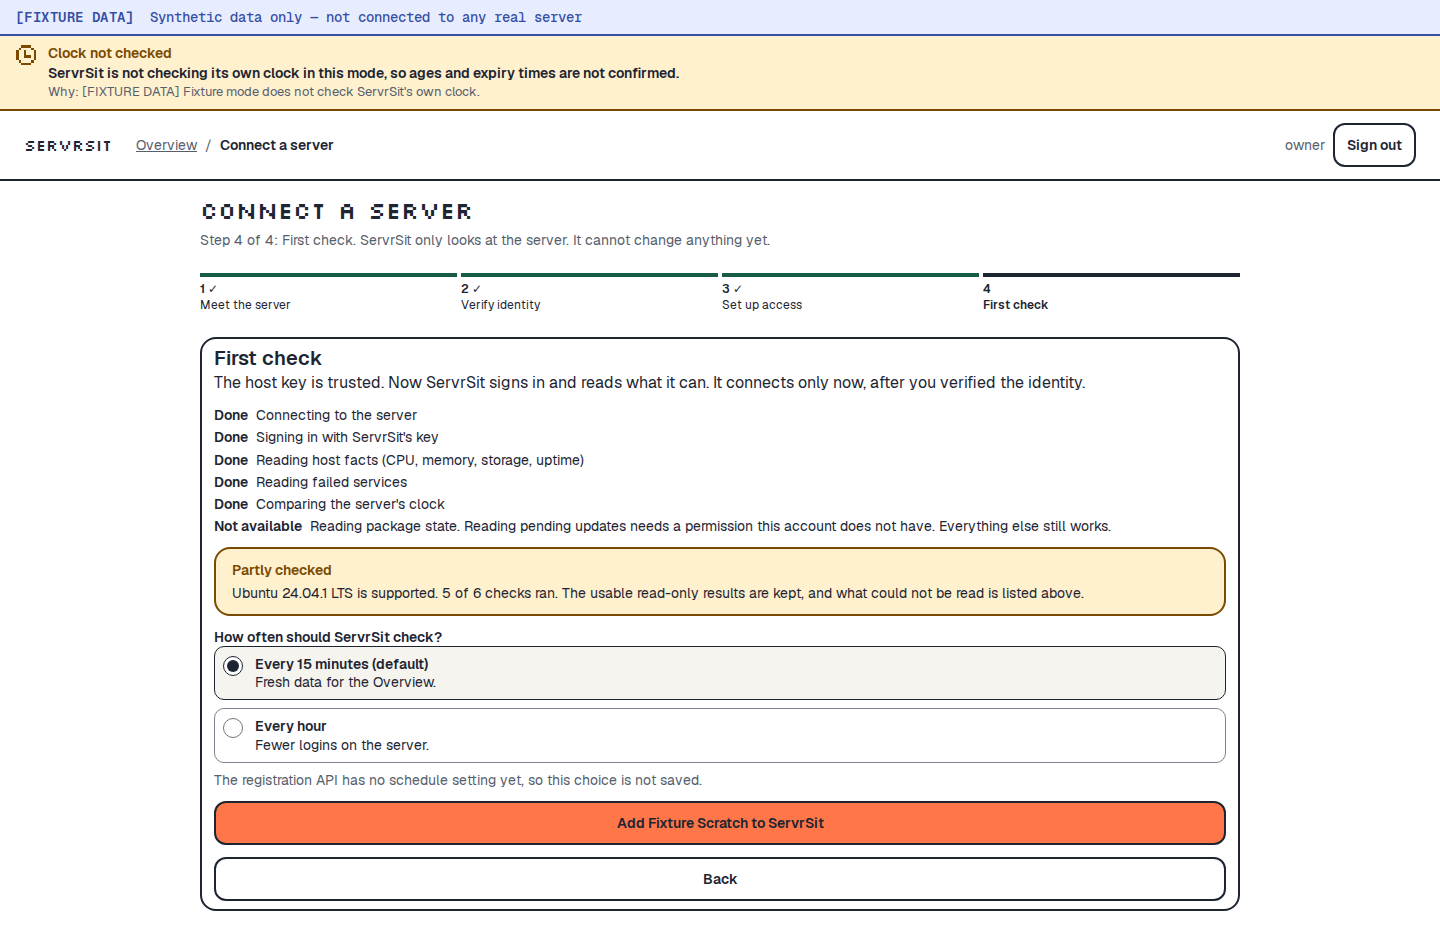 [FIXTURE DATA] Synthetic data only — not connected to any real server
Clock not checked
ServrSit is not checking its own clock in this mode, so ages and expiry times are not confirmed.
Why: [FIXTURE DATA] Fixture mode does not check ServrSit's own clock.
SERVRSIT
Overview / Connect a server
owner
Sign out
CONNECT A SERVER
Step 4 of 4: First check. ServrSit only looks at the server. It cannot change anything yet.
1 ✓
Meet the server
2 ✓
Verify identity
3 ✓
Set up access
4
First check
First check
The host key is trusted. Now ServrSit signs in and reads what it can. It connects only now, after you verified the identity.
Done Connecting to the server
Done Signing in with ServrSit's key
Done Reading host facts (CPU, memory, storage, uptime)
Done Reading failed services
Done Comparing the server's clock
Not available Reading package state. Reading pending updates needs a permission this account does not have. Everything else still works.
Partly checked
Ubuntu 24.04.1 LTS is supported. 5 of 6 checks ran. The usable read-only results are kept, and what could not be read is listed above.
How often should ServrSit check?
Every 15 minutes (default)
Fresh data for the Overview.
Every hour
Fewer logins on the server.
The registration API has no schedule setting yet, so this choice is not saved.
Add Fixture Scratch to ServrSit
Back